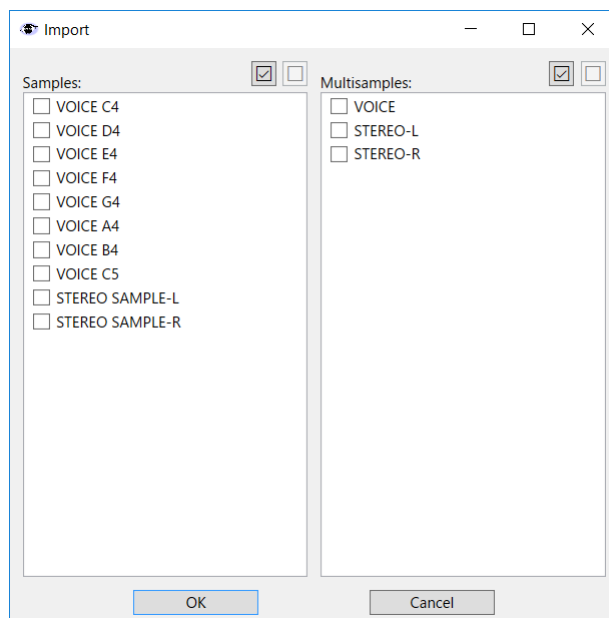 Import
Samples:
VOICE C4
VOICE D4
VOICE E4
VOICE F4
VOICE G4
VOICE A4
VOICE B4
VOICE C5
STEREO SAMPLE-L
STEREO SAMPLE-R
Multisamples:
VOICE
STEREO-L
STEREO-R
OK
Cancel